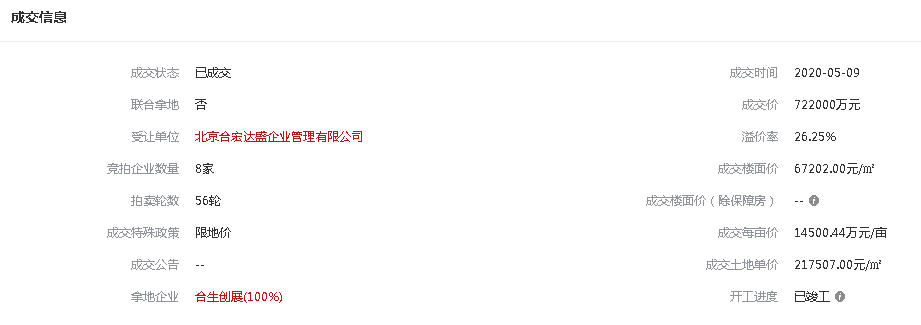 成交信息
成交状态 已成交 成交时间 2020-05-09
联合拿地 否 成交价 722000万元
受让单位 北京合宏达盛企业管理有限公司 溢价率 26.25%
竞拍企业数量 8家 成交楼面价 67202.00元/㎡
拍卖轮数 56轮 成交楼面价（除保障房） --
成交特殊政策 限地价 成交每亩价 14500.44万元/亩
成交公告 -- 成交土地单价 217507.00元/㎡
拿地企业 合生创展(100%) 开工进度 已竣工